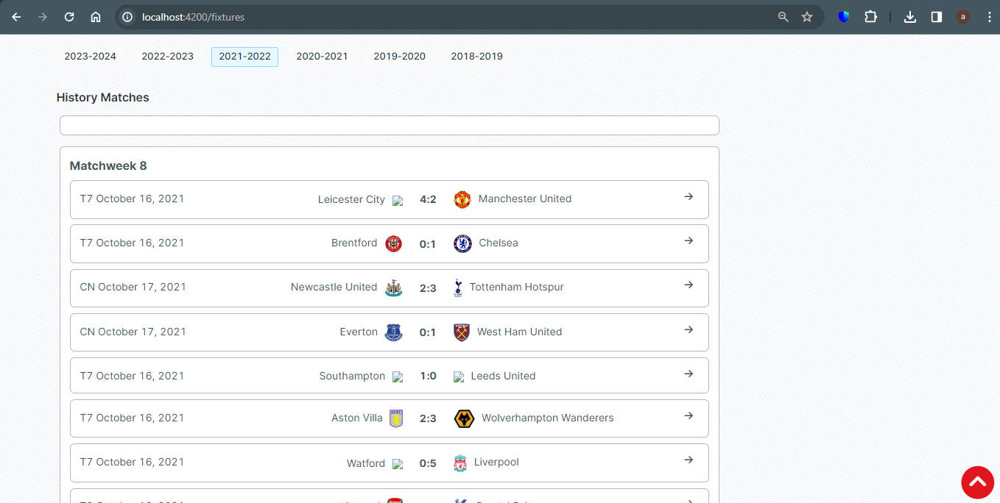 localhost:4200/fixtures
a
2023-2024 2022-2023 2021-2022 2020-2021 2019-2020 2018-2019
History Matches
Matchweek 8
T7 October 16, 2021 Leicester City 4:2 Manchester United
T7 October 16, 2021 Brentford 0:1 Chelsea
CN October 17, 2021 Newcastle United 2:3 Tottenham Hotspur
CN October 17, 2021 Everton 0:1 West Ham United
T7 October 16, 2021 Southampton 1:0 Leeds United
T7 October 16, 2021 Aston Villa 2:3 Wolverhampton Wanderers
T7 October 16, 2021 Watford 0:5 Liverpool